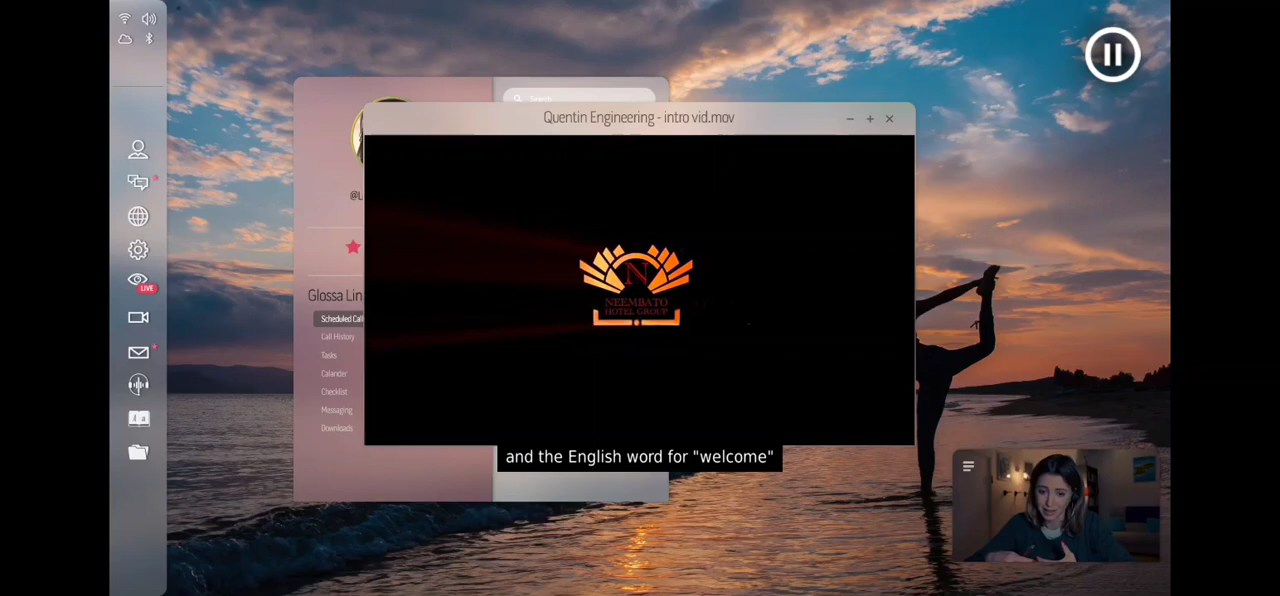 Search
Quentin Engineering - intro vid.mov
@L
LIVE
Glossa Lin
Scheduled Call
Call History
Tasks
Calander
Checklist
Messaging
Downloads
N
NEEMBATO
HOTEL GROUP
and the English word for "welcome"